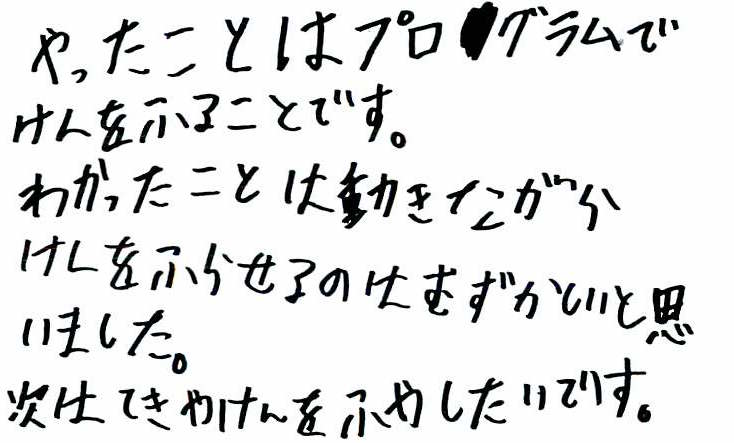 やったことはプログラムで
けんをふることです。
わかったことは動きながら
けんをふらせるのはむずかしいと思
いました。
次はてきやけんをふやしたいです。